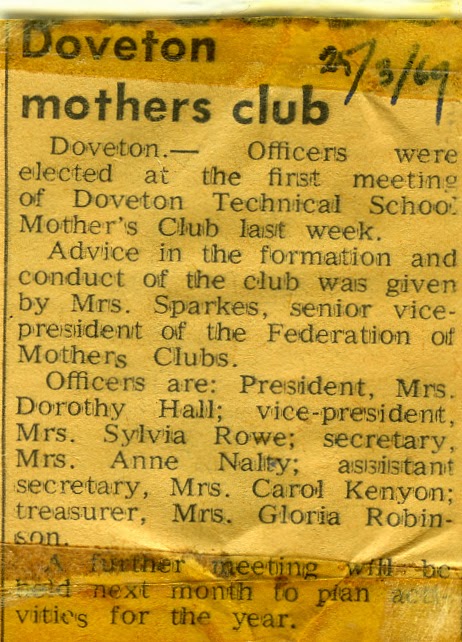 Doveton
25/3/69
mothers club
Doveton.— Officers were
elected at the first meeting
of Doveton Technical School
Mother's Club last week.
Advice in the formation and
conduct of the club was given
by Mrs. Sparkes, senior vice-
president of the Federation of
Mothers Clubs.
Officers are: President, Mrs.
Dorothy Hall; vice-president,
Mrs. Sylvia Rowe; secretary,
Mrs. Anne Nalty; assistant
secretary, Mrs. Carol Kenyon;
treasurer, Mrs. Gloria Robin-
son.
A further meeting will be
held next month to plan acti-
vities for the year.